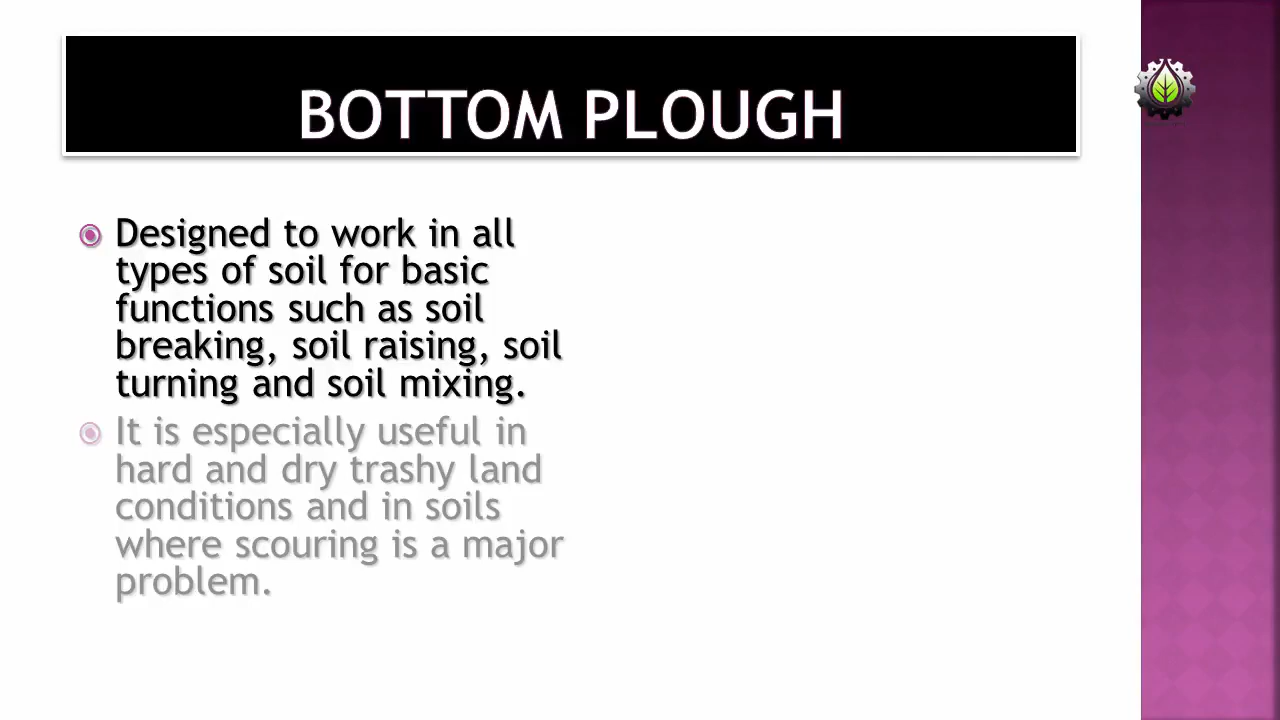 BOTTOM PLOUGH
Designed to work in all
types of soil for basic
functions such as soil
breaking, soil raising, soil
turning and soil mixing.
It is especially useful in
hard and dry trashy land
conditions and in soils
where scouring is a major
problem.